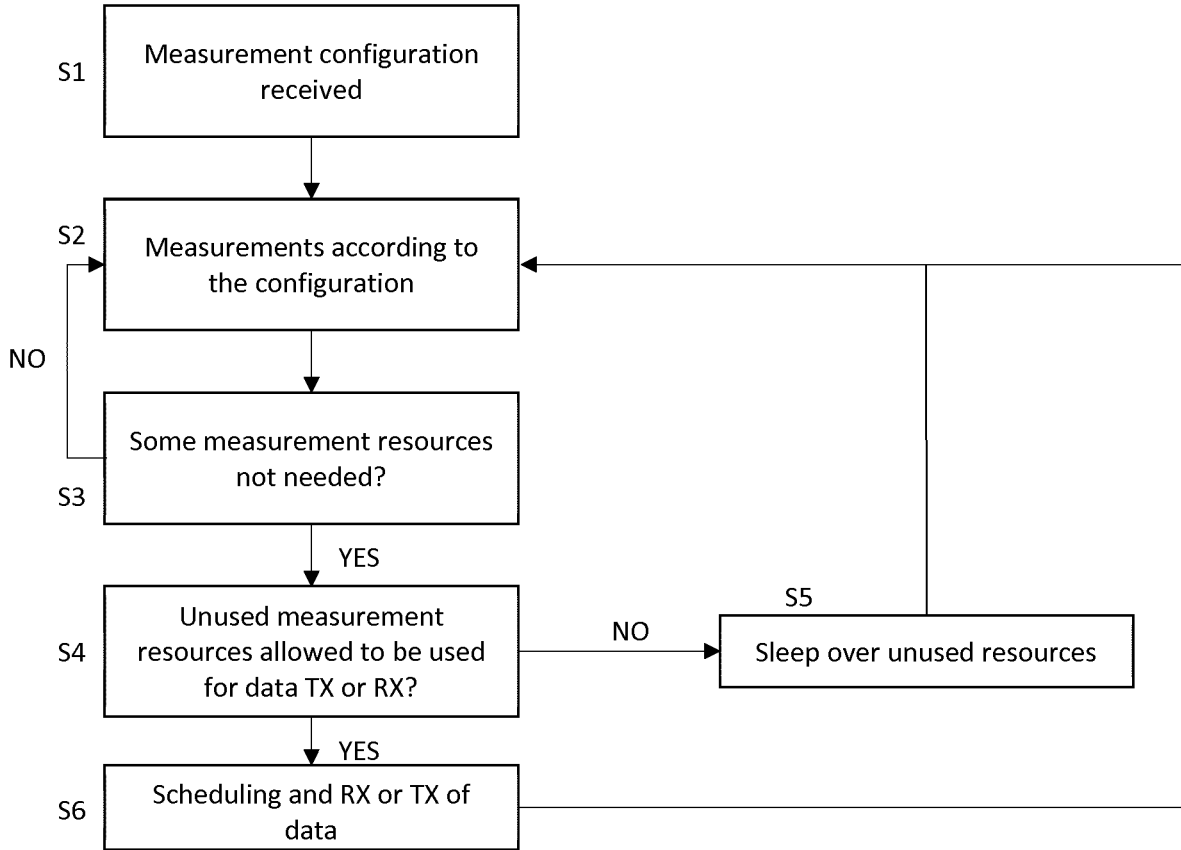 S1
Measurement configuration
received
S2
Measurements according to
the configuration
NO
Some measurement resources
not needed?
S3
YES
Unused measurement
resources allowed to be used
for data TX or RX?
S4
NO
S5
Sleep over unused resources
YES
Scheduling and RX or TX of
data
S6